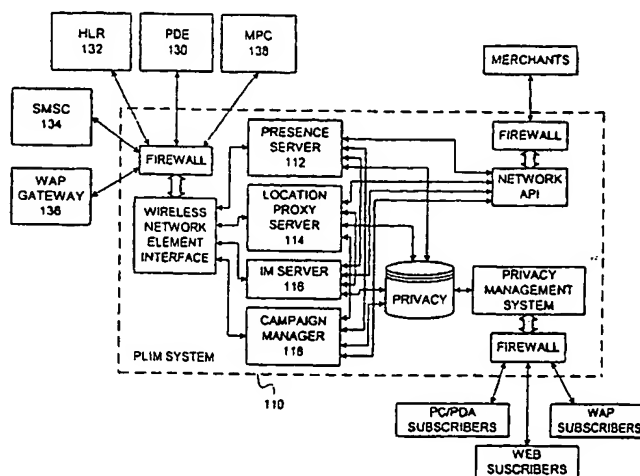 HLR
132
PDE
130
MPC
138
MERCHANTS
SMSC
134
FIREWALL
PRESENCE
SERVER
112
FIREWALL
WAP
GATEWAY
136
WIRELESS
NETWORK
ELEMENT
INTERFACE
LOCATION
PROXY
SERVER
114
NETWORK
API
IM SERVER
116
PRIVACY
PRIVACY
MANAGEMENT
SYSTEM
CAMPAIGN
MANAGER
118
FIREWALL
PLIM SYSTEM
110
PC/PDA
SUBSCRIBERS
WAP
SUBSCRIBERS
WEB
SUSCRIBERS